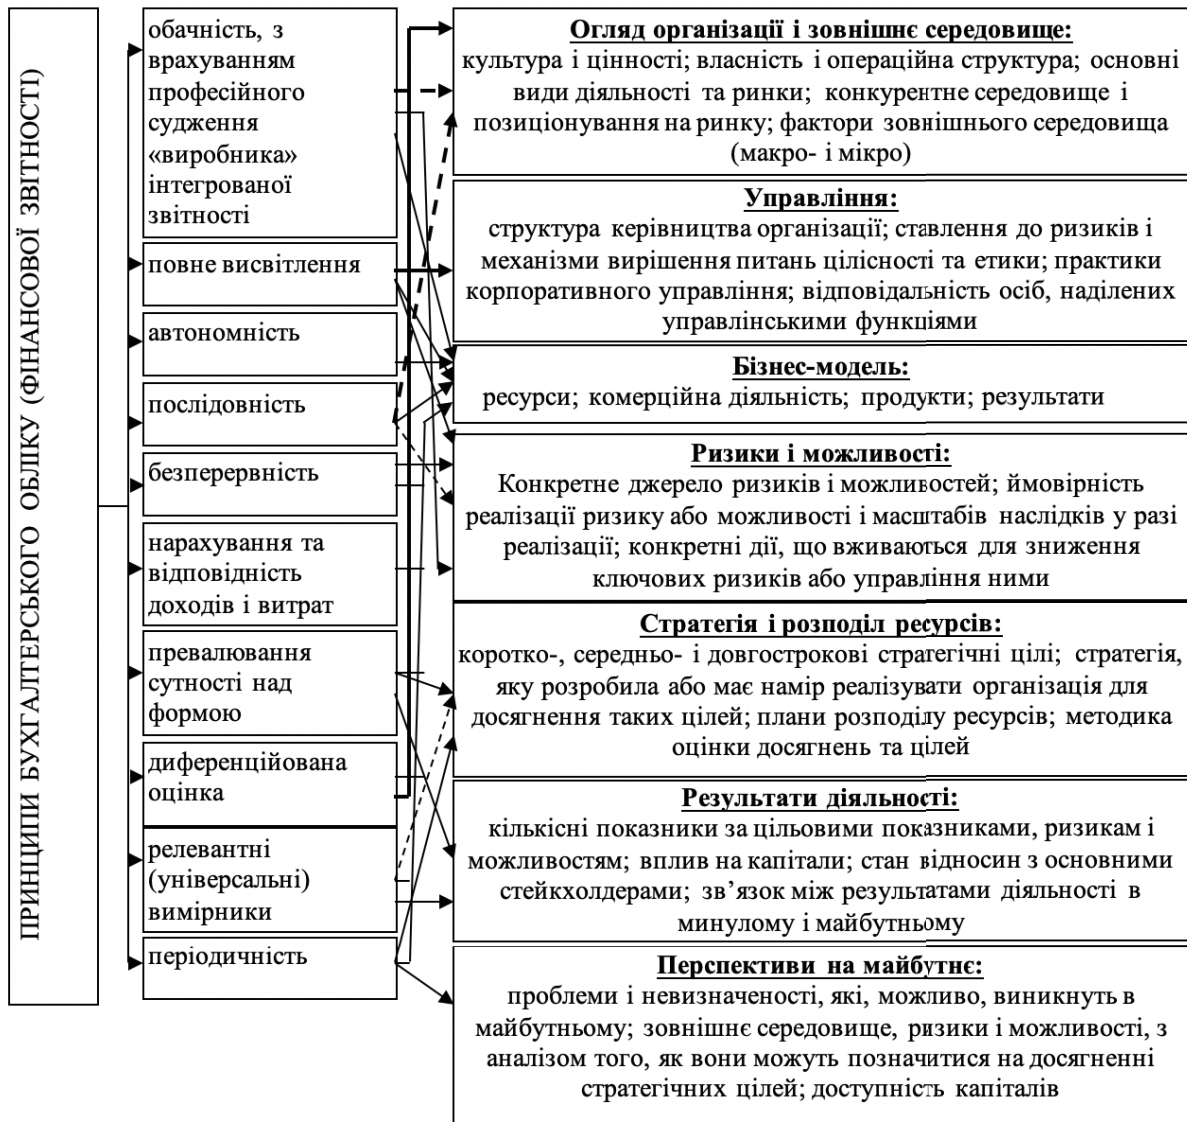 ПРИНЦИПИ БУХГАЛТЕРСЬКОГО ОБЛІКУ (ФІНАНСОВОЇ ЗВІТНОСТІ)
обачність, з
врахуванням
професійного
судження
«виробника»
інтегрованої
звітності
повне висвітлення
автономність
послідовність
безперервність
нарахування та
відповідність
доходів і витрат
превалювання
сутності над
формою
диференційована
оцінка
релевантні
(універсальні)
вимірники
періодичність
Огляд організації і зовнішнє середовище:
культура і цінності; власність і операційна структура; основні
види діяльності та ринки; конкурентне середовище і
позиціонування на ринку; фактори зовнішнього середовища
(макро- і мікро)
Управління:
структура керівництва організації; ставлення до ризиків і
механізми вирішення питань цілісності та етики; практики
корпоративного управління; відповідальність осіб, наділених
управлінськими функціями
Бізнес-модель:
ресурси; комерційна діяльність; продукти; результати
Ризики і можливості:
Конкретне джерело ризиків і можливостей; ймовірність
реалізації ризику або можливості і масштабів наслідків у разі
реалізації; конкретні дії, що вживаються для зниження
ключових ризиків або управління ними
Стратегія і розподіл ресурсів:
коротко-, середньо- і довгострокові стратегічні цілі; стратегія,
яку розробила або має намір реалізувати організація для
досягнення таких цілей; плани розподілу ресурсів; методика
оцінки досягнень та цілей
Результати діяльності:
кількісні показники за цільовими показниками, ризикам і
можливостям; вплив на капітали; стан відносин з основними
стейкхолдерами; зв’язок між результатами діяльності в
минулому і майбутньому
Перспективи на майбутнє:
проблеми і невизначеності, які, можливо, виникнуть в
майбутньому; зовнішнє середовище, ризики і можливості, з
аналізом того, як вони можуть позначитися на досягненні
стратегічних цілей; доступність капіталів